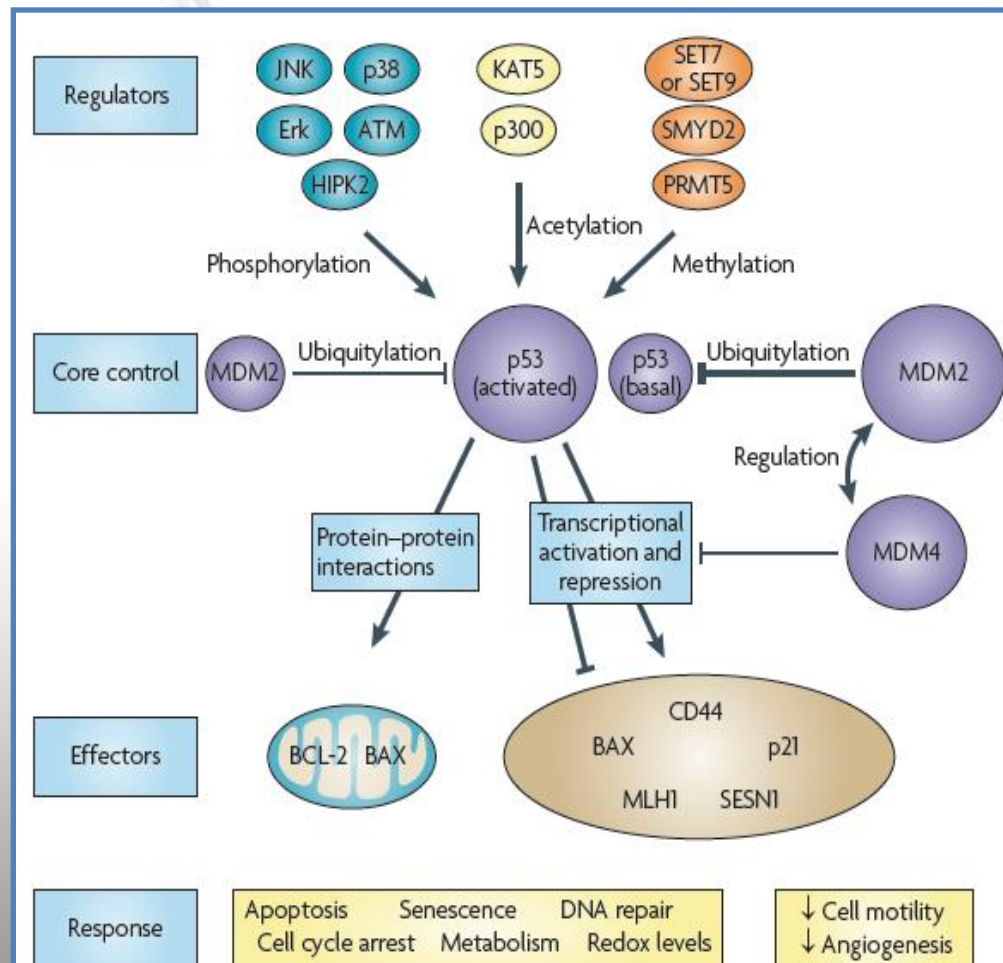 Regulators
JNK
p38
Erk
ATM
HIPK2
KAT5
p300
SET7
or SET9
SMYD2
PRMT5
Phosphorylation
Acetylation
Methylation
Core control
MDM2
Ubiquitylation
p53
(activated)
p53
(basal)
Ubiquitylation
MDM2
Regulation
MDM4
Protein–protein
interactions
Transcriptional
activation and
repression
Effectors
BCL-2
BAX
CD44
BAX
p21
MLH1
SESN1
Response
Apoptosis Senescence DNA repair
Cell cycle arrest Metabolism Redox levels
↓ Cell motility
↓ Angiogenesis